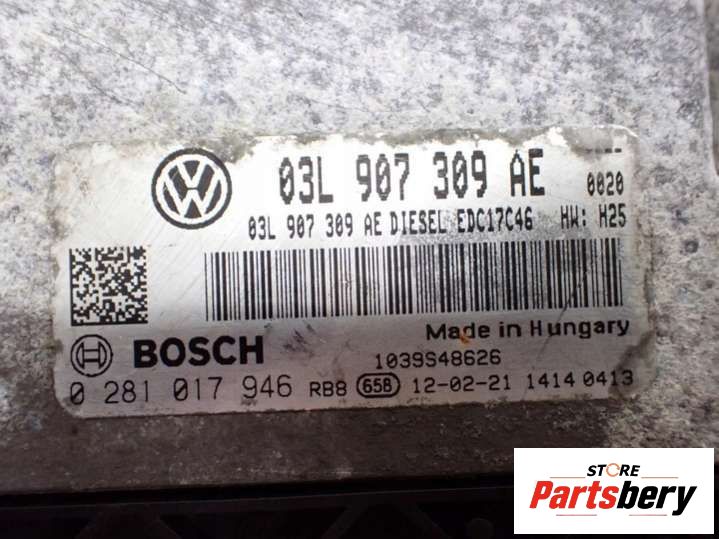 03L 907 309 AE 0020
03L 907 309 AE DIESEL EDC17C46 HW: H25
Made in Hungary
BOSCH 1039S48626
0 281 017 946 RB8 65B 12-02-21 1414 0413
STORE
Partsbery